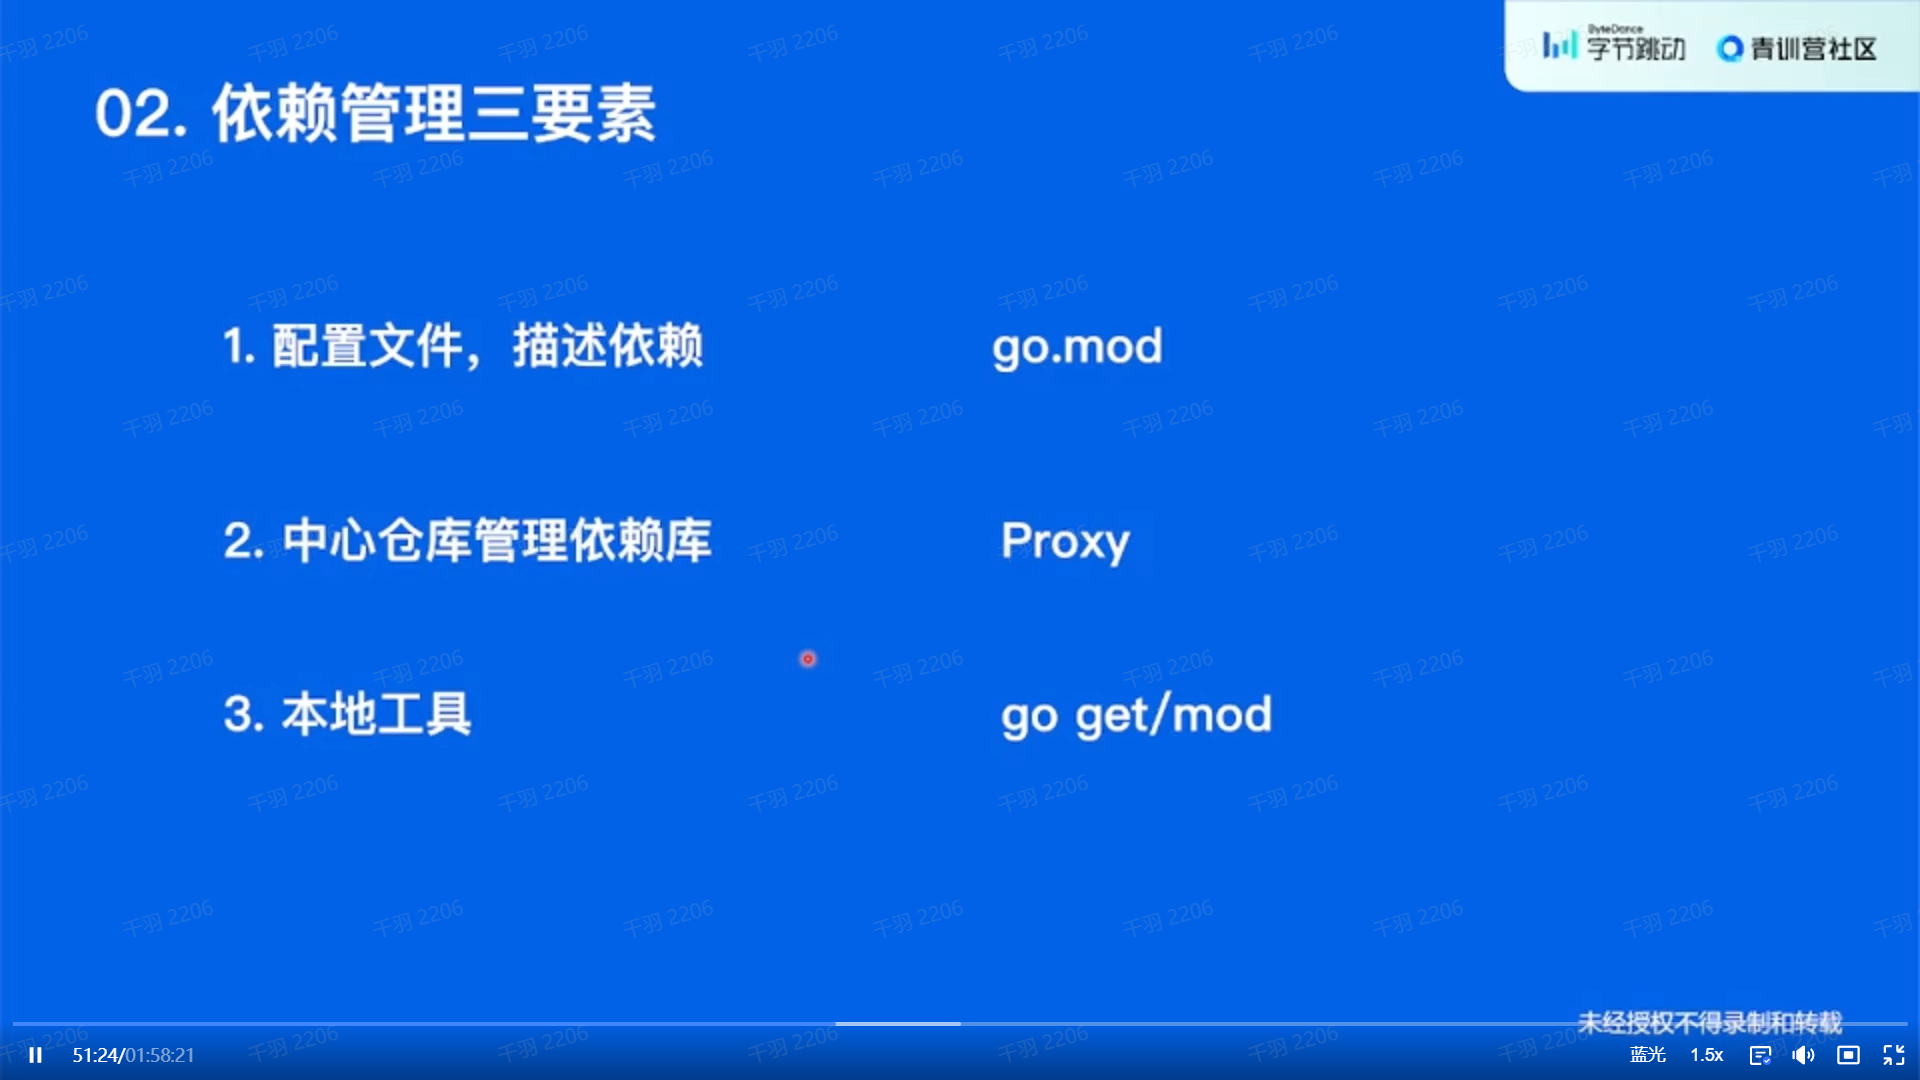 ByteDance
字节跳动 青训营社区
02. 依赖管理三要素
1. 配置文件，描述依赖 go.mod
2. 中心仓库管理依赖库 Proxy
3. 本地工具 go get/mod
千羽 2206
未经授权不得录制和转载
51:24/01:58:21 蓝光 1.5x